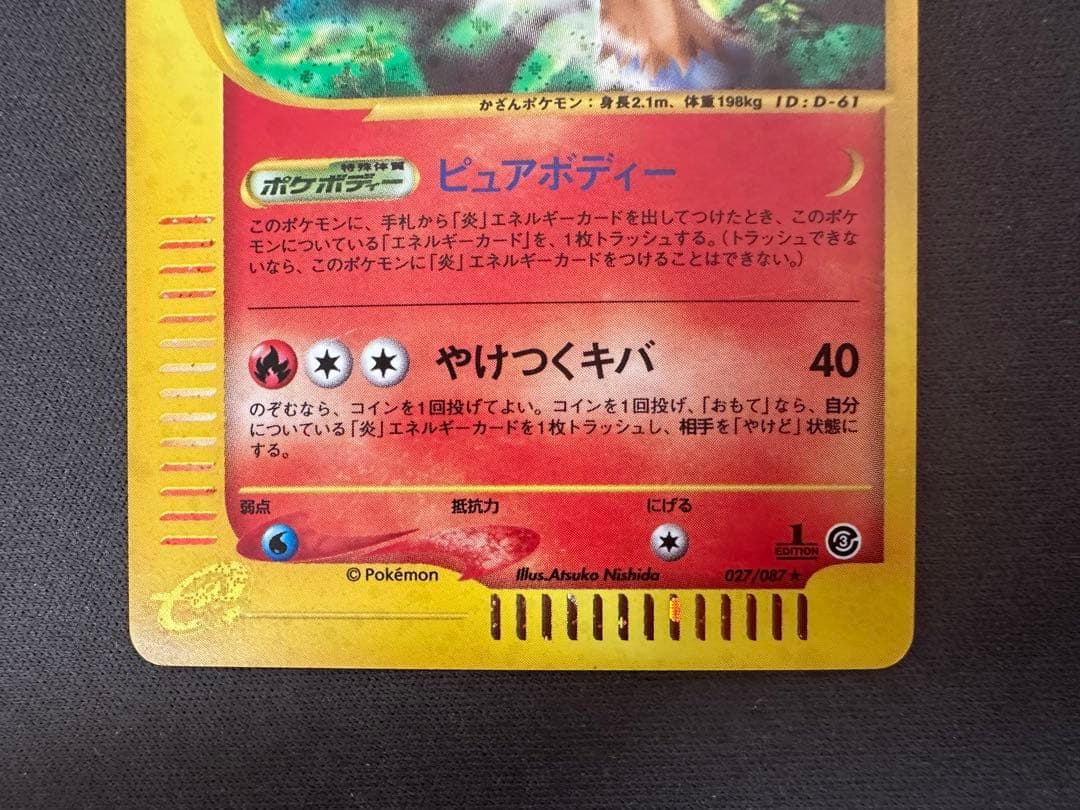 かざんポケモン：身長2.1m、体重198kg ID:D-61
特殊体質
ポケボディー ピュアボディー
このポケモンに、手札から「炎」エネルギーカードを出してつけたとき、このポケ
モンについている「エネルギーカード」を、1枚トラッシュする。（トラッシュできな
いなら、このポケモンに「炎」エネルギーカードをつけることはできない。）
やけつくキバ 40
のぞむなら、コインを1回投げてよい。コインを1回投げ、「おもて」なら、自分
についている「炎」エネルギーカードを1枚トラッシュし、相手を「やけど」状態に
する。
弱点 抵抗力 にげる
1 EDITION 3
© Pokémon Illus.Atsuko Nishida 027/087★
e